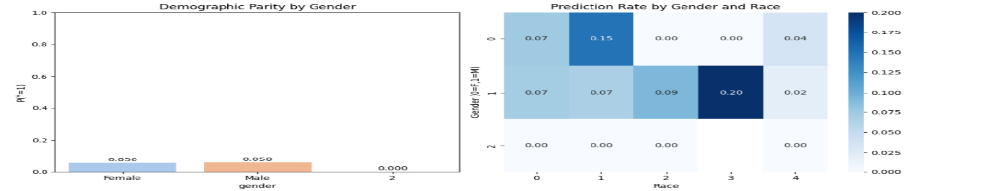 Demographic Parity by Gender
1.0
0.8
0.6
0.4
0.2
0.0
P(Ŷ=1)
0.056
0.058
0.000
Female
Male
2
gender
Prediction Rate by Gender and Race
Gender (0=F,1=M)
0
1
2
0.07 0.15 0.00 0.00 0.04
0.07 0.07 0.09 0.20 0.02
0.00 0.00 0.00 0.00
0 1 2 3 4
Race
0.200
0.175
0.150
0.125
0.100
0.075
0.050
0.025
0.000